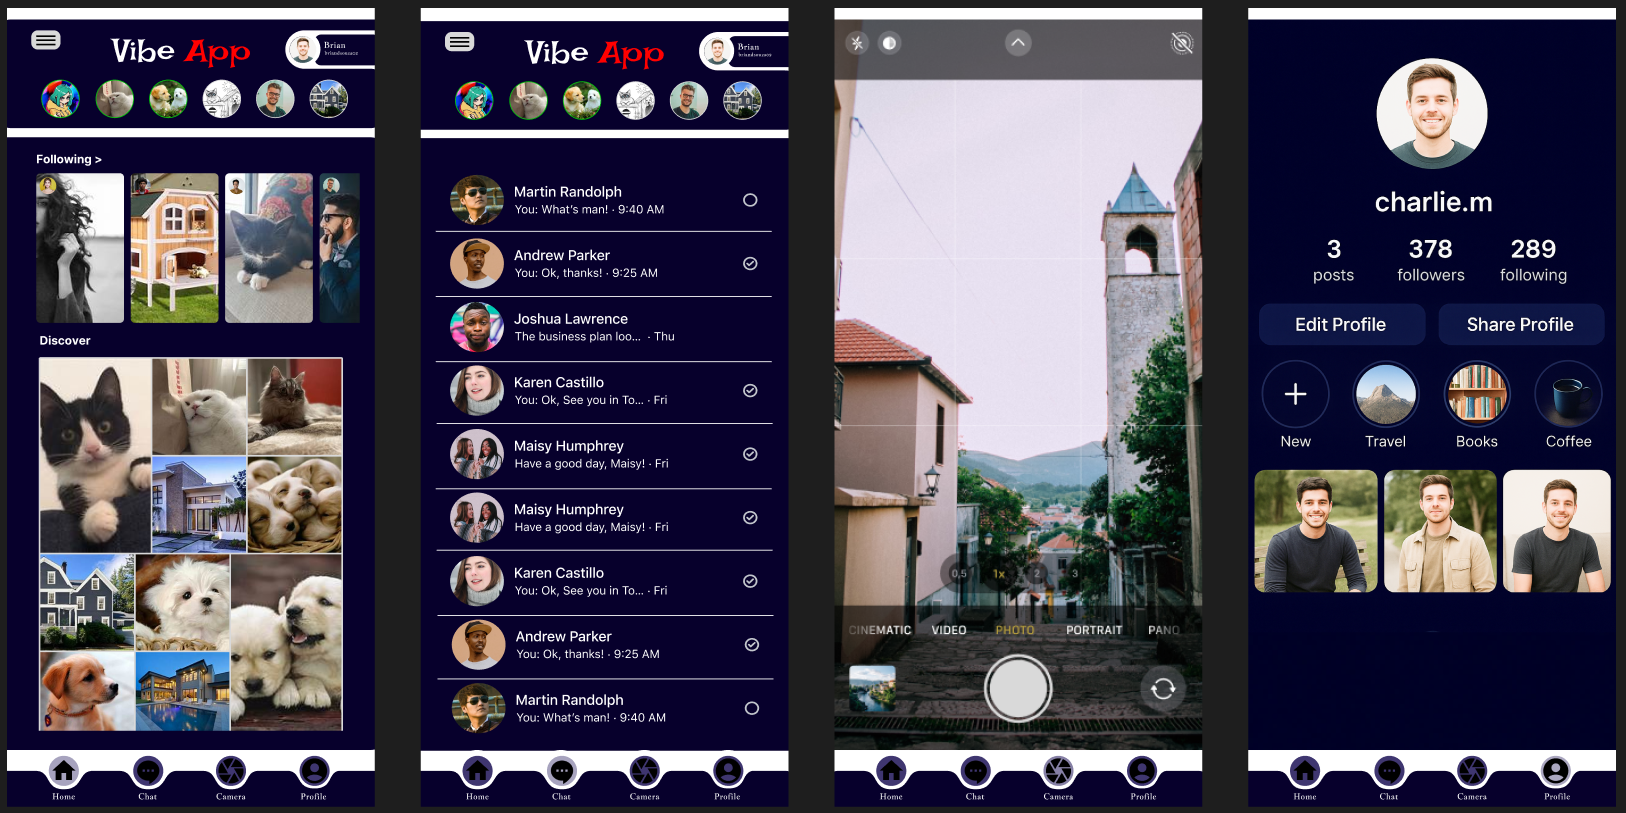 Vibe App
Brian
Following >
Discover
Home
Chat
Camera
Profile
Vibe App
Brian
Martin Randolph
You: What's man! · 9:40 AM
Andrew Parker
You: Ok, thanks! · 9:25 AM
Joshua Lawrence
The business plan loo... · Thu
Karen Castillo
You: Ok, See you in To... · Fri
Maisy Humphrey
Have a good day, Maisy! · Fri
Maisy Humphrey
Have a good day, Maisy! · Fri
Karen Castillo
You: Ok, See you in To... · Fri
Andrew Parker
You: Ok, thanks! · 9:25 AM
Martin Randolph
You: What's man! · 9:40 AM
Home
Chat
Camera
Profile
0.5 1x 2 3
CINEMATIC VIDEO PHOTO PORTRAIT PANO
Home
Chat
Camera
Profile
charlie.m
3 378 289
posts followers following
Edit Profile Share Profile
New Travel Books Coffee
Home
Chat
Camera
Profile